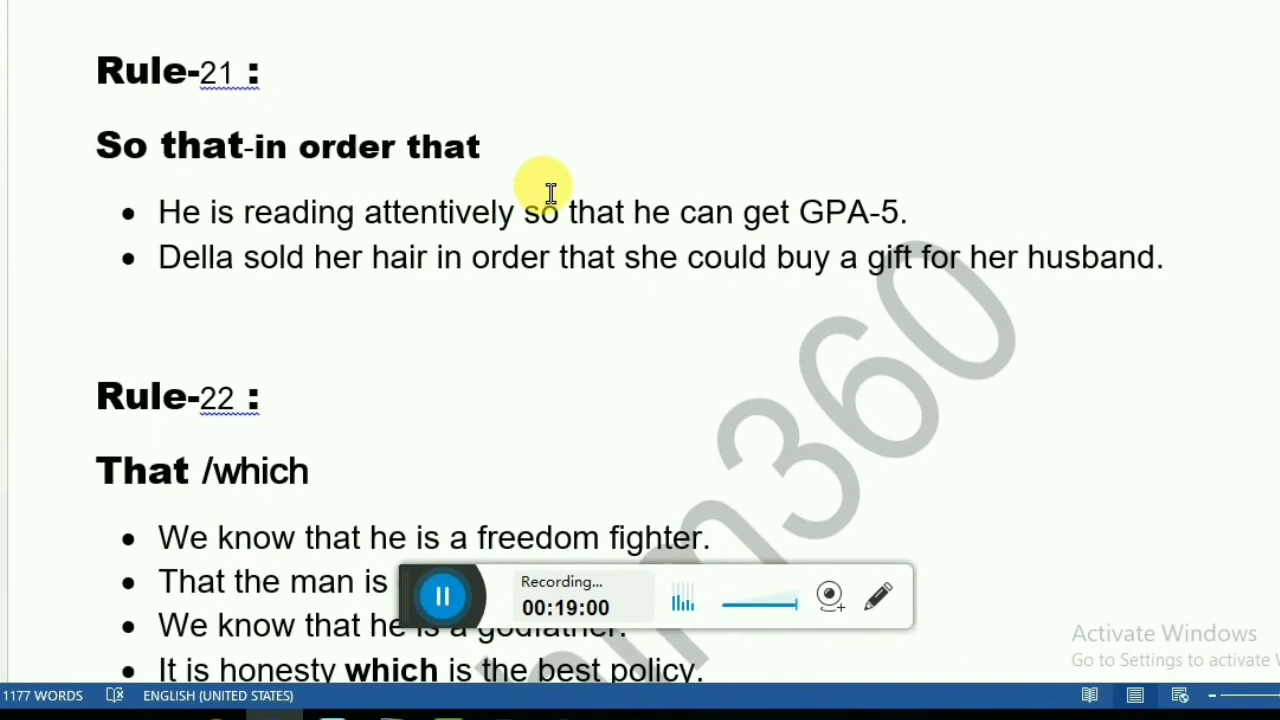 Rule-21 :
So that-in order that
• He is reading attentively so that he can get GPA-5.
• Della sold her hair in order that she could buy a gift for her husband.
Rule-22 :
That /which
• We know that he is a freedom fighter.
• That the man is
• We know that he is a godfather.
• It is honesty which is the best policy.
Recording...
00:19:00
m360
Activate Windows
Go to Settings to activate
1177 WORDS ENGLISH (UNITED STATES)